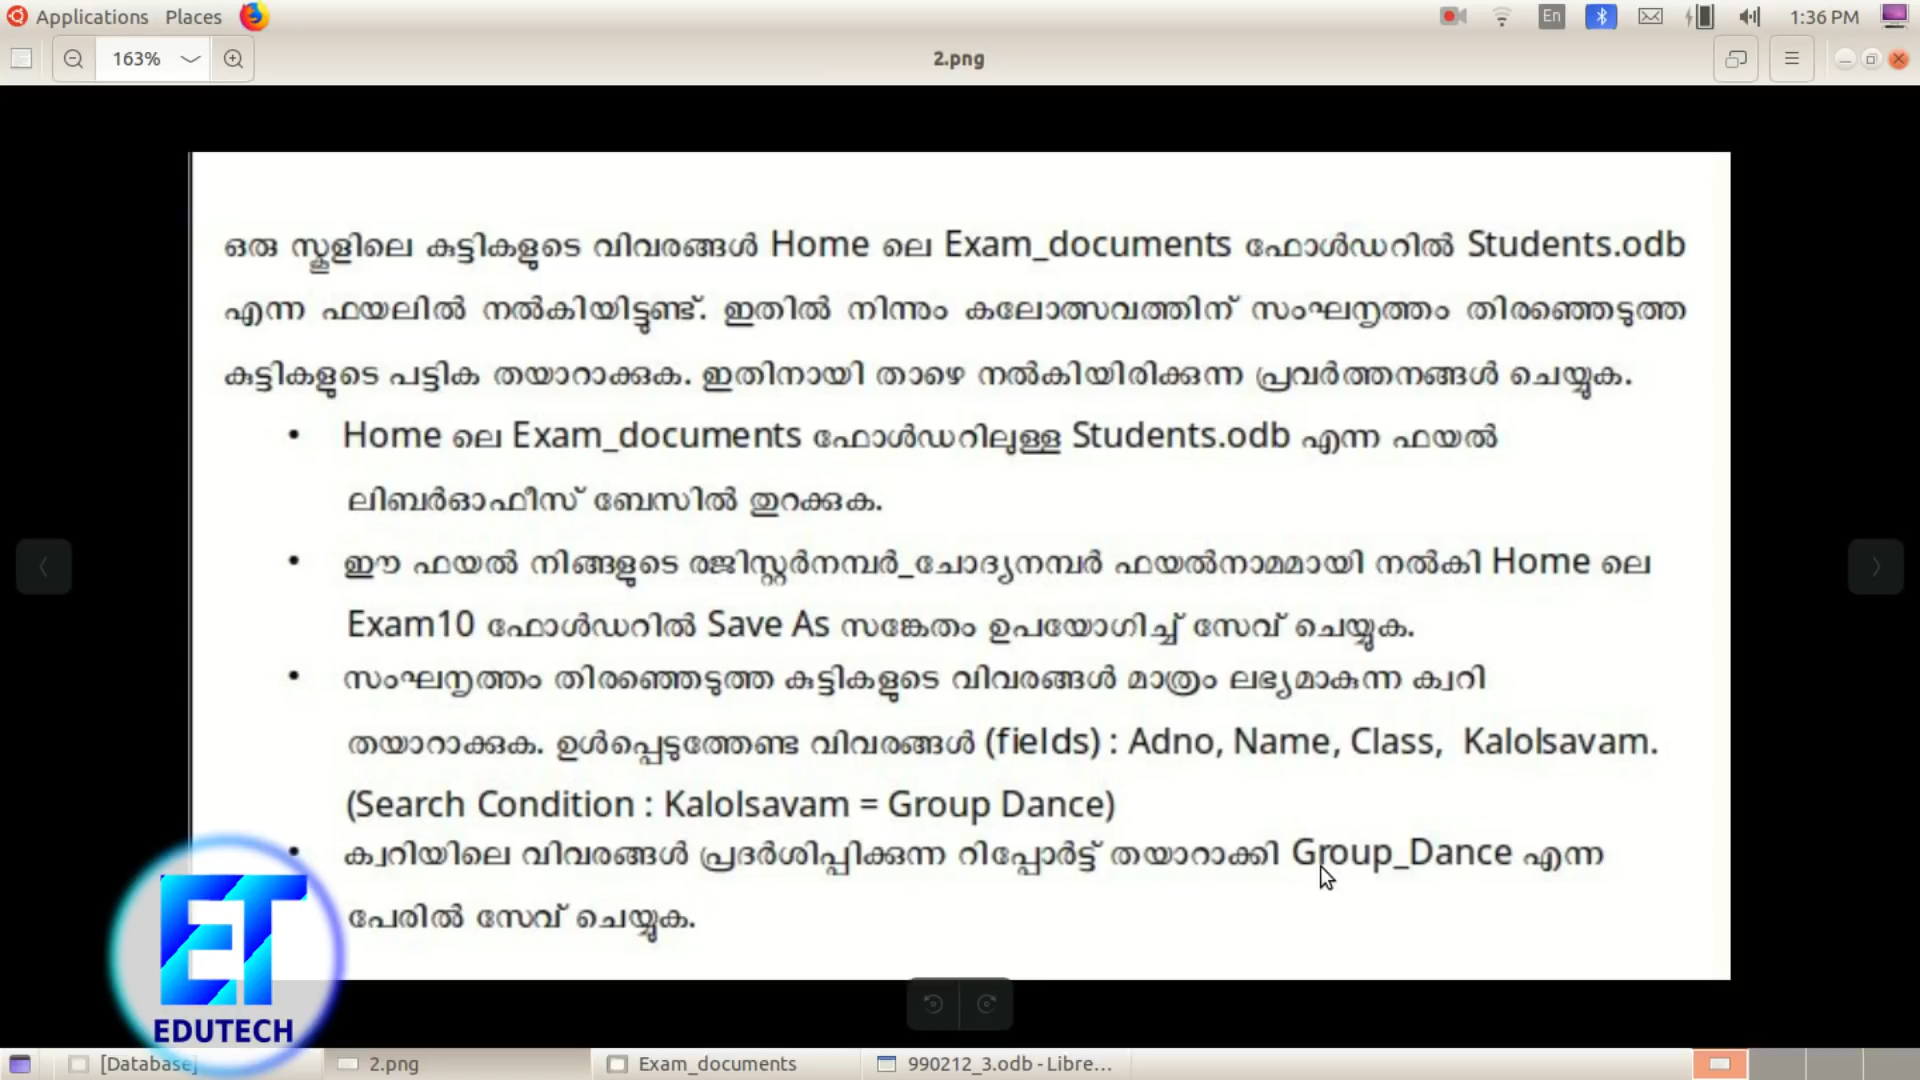 Applications Places En 1:36 PM
163% 2.png
ഒരു സ്കൂളിലെ കുട്ടികളുടെ വിവരങ്ങൾ Home ലെ Exam_documents ഫോൾഡറിൽ Students.odb
എന്ന ഫയലിൽ നൽകിയിട്ടുണ്ട്. ഇതിൽ നിന്നും കലോത്സവത്തിന് സംഘനൃത്തം തിരഞ്ഞെടുത്ത
കുട്ടികളുടെ പട്ടിക തയാറാക്കുക. ഇതിനായി താഴെ നൽകിയിരിക്കുന്ന പ്രവർത്തനങ്ങൾ ചെയ്യുക.
• Home ലെ Exam_documents ഫോൾഡറിലുള്ള Students.odb എന്ന ഫയൽ
ലിബർഓഫീസ് ബേസിൽ തുറക്കുക.
• ഈ ഫയൽ നിങ്ങളുടെ രജിസ്റ്റർനമ്പർ_ചോദ്യനമ്പർ ഫയൽനാമമായി നൽകി Home ലെ
Exam10 ഫോൾഡറിൽ Save As സങ്കേതം ഉപയോഗിച്ച് സേവ് ചെയ്യുക.
• സംഘനൃത്തം തിരഞ്ഞെടുത്ത കുട്ടികളുടെ വിവരങ്ങൾ മാത്രം ലഭ്യമാകുന്ന ക്വറി
തയാറാക്കുക. ഉൾപ്പെടുത്തേണ്ട വിവരങ്ങൾ (fields) : Adno, Name, Class, Kalolsavam.
(Search Condition : Kalolsavam = Group Dance)
• ക്വറിയിലെ വിവരങ്ങൾ പ്രദർശിപ്പിക്കുന്ന റിപ്പോർട്ട് തയാറാക്കി Group_Dance എന്ന
പേരിൽ സേവ് ചെയ്യുക.
ET
EDUTECH
[Database] 2.png Exam_documents 990212_3.odb - Libre...